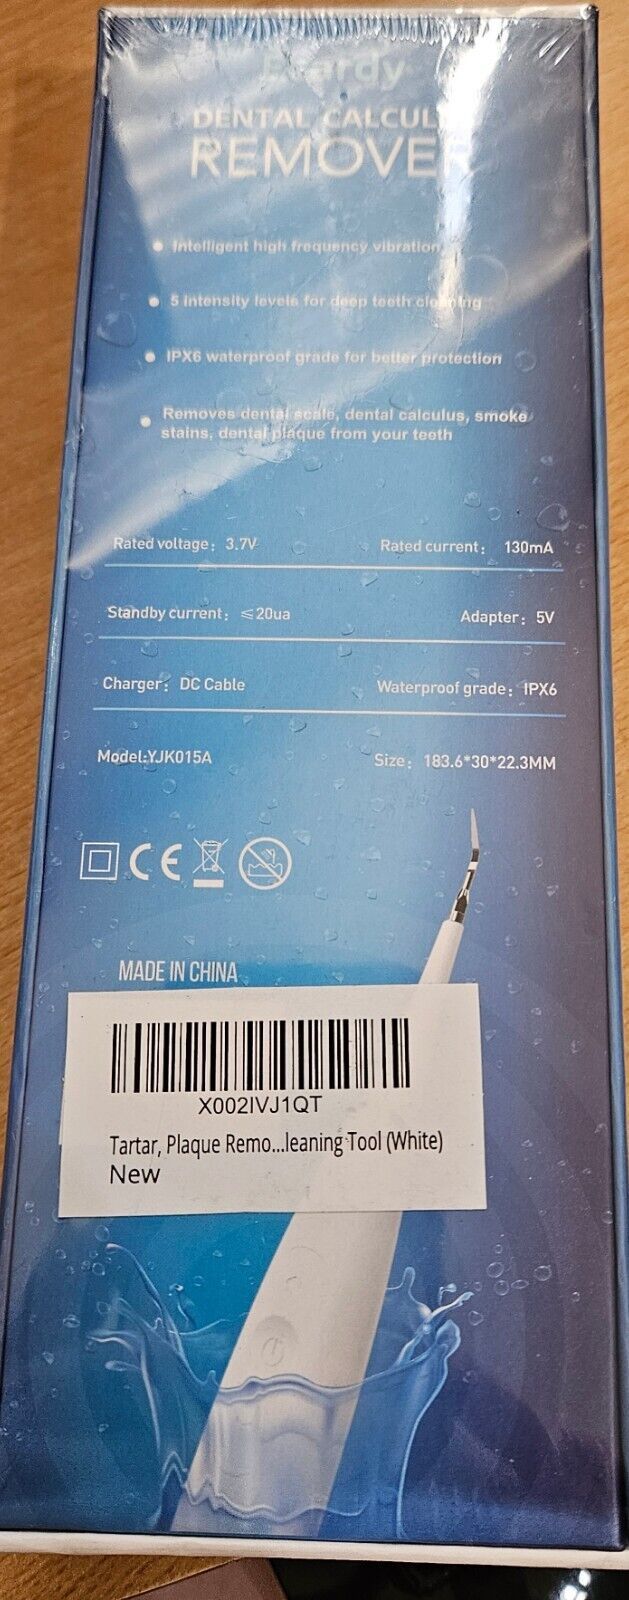 DENTAL CALCUL
REMOVER
Intelligent high frequency vibration
5 intensity levels for deep teeth cleaning
IPX6 waterproof grade for better protection
Removes dental scale, dental calculus, smoke
stains, dental plaque from your teeth
Rated voltage: 3.7V Rated current: 130mA
Standby current: ≤20ua Adapter: 5V
Charger: DC Cable Waterproof grade: IPX6
Model:YJK015A Size: 183.6*30*22.3MM
CE
MADE IN CHINA
X002IVJ1QT
Tartar, Plaque Remo...leaning Tool (White)
New